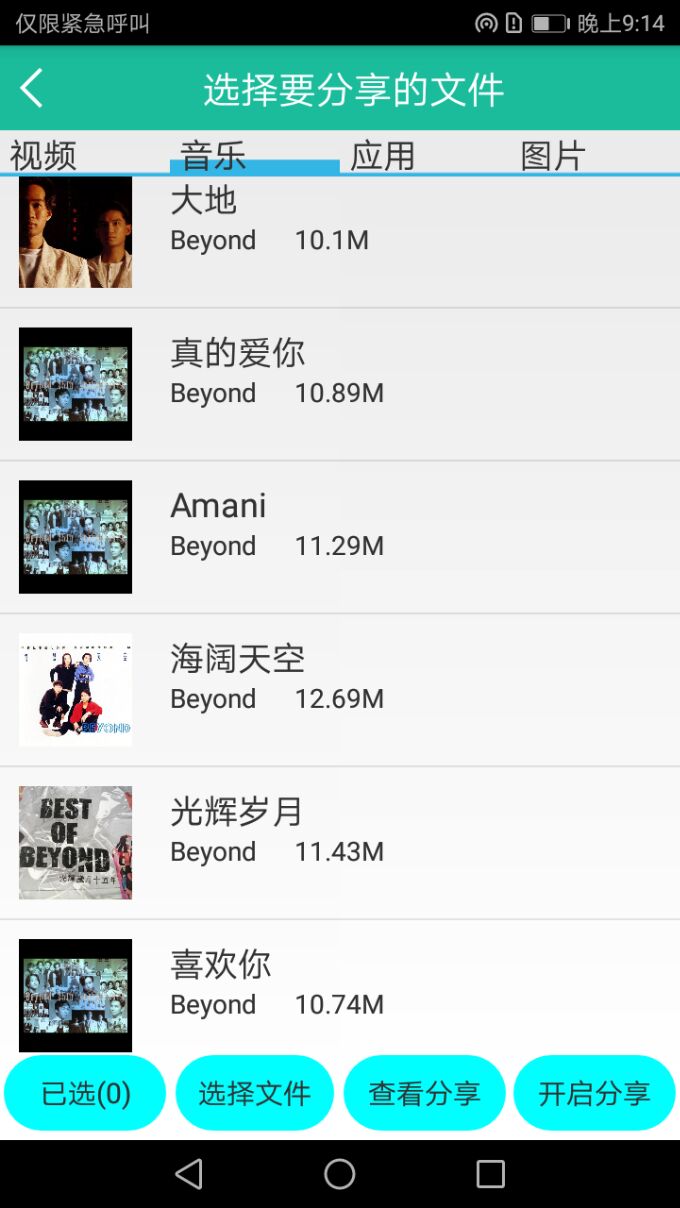 仅限紧急呼叫
晚上9:14
选择要分享的文件
视频 音乐 应用 图片
大地
Beyond 10.1M
真的爱你
Beyond 10.89M
Amani
Beyond 11.29M
海阔天空
Beyond 12.69M
BEYOND
光辉岁月
Beyond 11.43M
BEST
OF
BEYOND
喜欢你
Beyond 10.74M
已选(0) 选择文件 查看分享 开启分享